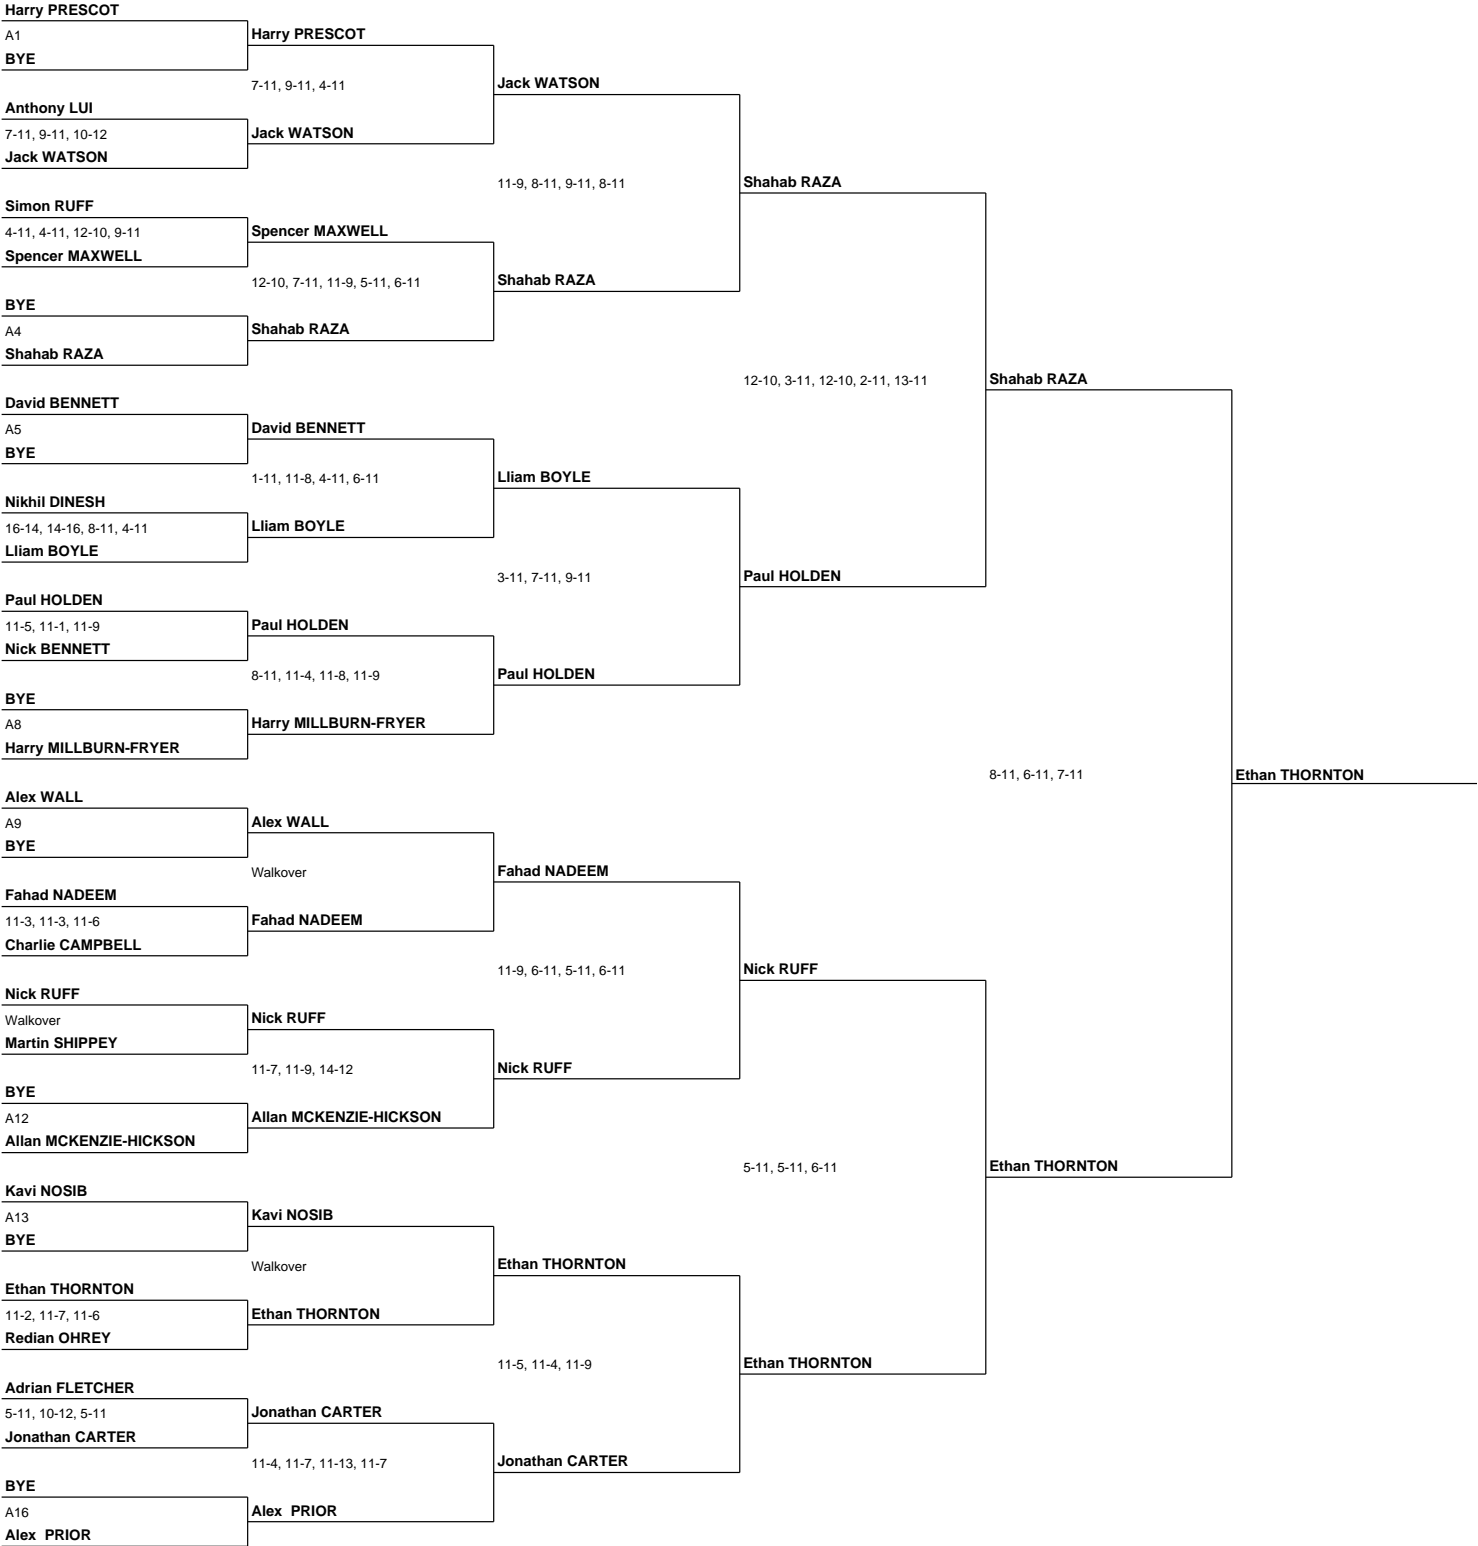 Harry PRESCOT
A1
BYE
Harry PRESCOT
7-11, 9-11, 4-11
Jack WATSON
Anthony LUI
7-11, 9-11, 10-12
Jack WATSON
Jack WATSON
11-9, 8-11, 9-11, 8-11
Shahab RAZA
Simon RUFF
4-11, 4-11, 12-10, 9-11
Spencer MAXWELL
Spencer MAXWELL
12-10, 7-11, 11-9, 5-11, 6-11
Shahab RAZA
BYE
A4
Shahab RAZA
Shahab RAZA
12-10, 3-11, 12-10, 2-11, 13-11
Shahab RAZA
David BENNETT
A5
BYE
David BENNETT
1-11, 11-8, 4-11, 6-11
Lliam BOYLE
Nikhil DINESH
16-14, 14-16, 8-11, 4-11
Lliam BOYLE
Lliam BOYLE
3-11, 7-11, 9-11
Paul HOLDEN
Paul HOLDEN
11-5, 11-1, 11-9
Nick BENNETT
Paul HOLDEN
8-11, 11-4, 11-8, 11-9
Paul HOLDEN
BYE
A8
Harry MILLBURN-FRYER
Harry MILLBURN-FRYER
8-11, 6-11, 7-11
Ethan THORNTON
Alex WALL
A9
BYE
Alex WALL
Walkover
Fahad NADEEM
Fahad NADEEM
11-3, 11-3, 11-6
Charlie CAMPBELL
Fahad NADEEM
11-9, 6-11, 5-11, 6-11
Nick RUFF
Nick RUFF
Walkover
Martin SHIPPEY
Nick RUFF
11-7, 11-9, 14-12
Nick RUFF
BYE
A12
Allan MCKENZIE-HICKSON
Allan MCKENZIE-HICKSON
5-11, 5-11, 6-11
Ethan THORNTON
Kavi NOSIB
A13
BYE
Kavi NOSIB
Walkover
Ethan THORNTON
Ethan THORNTON
11-2, 11-7, 11-6
Redian OHREY
Ethan THORNTON
11-5, 11-4, 11-9
Ethan THORNTON
Adrian FLETCHER
5-11, 10-12, 5-11
Jonathan CARTER
Jonathan CARTER
11-4, 11-7, 11-13, 11-7
Jonathan CARTER
BYE
A16
Alex PRIOR
Alex PRIOR